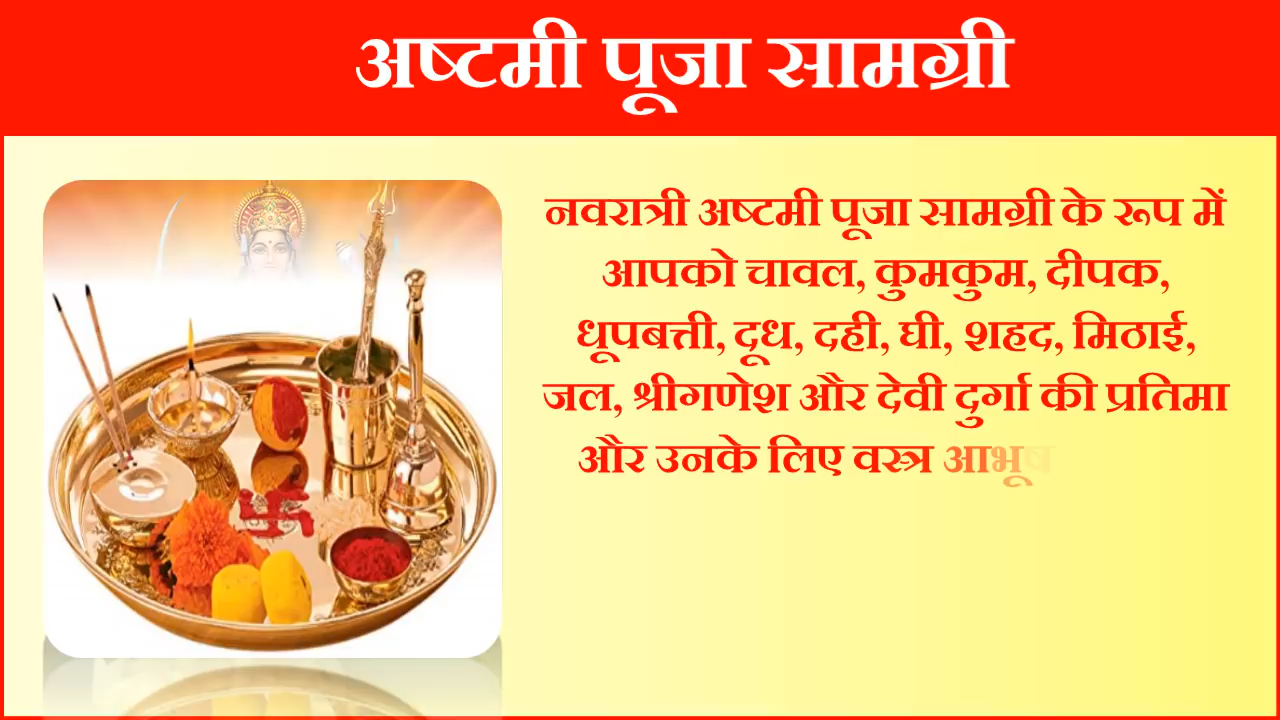 अष्टमी पूजा सामग्री
नवरात्री अष्टमी पूजा सामग्री के रूप में
आपको चावल, कुमकुम, दीपक,
धूपबत्ती, दूध, दही, घी, शहद, मिठाई,
जल, श्रीगणेश और देवी दुर्गा की प्रतिमा
और उनके लिए वस्त्र